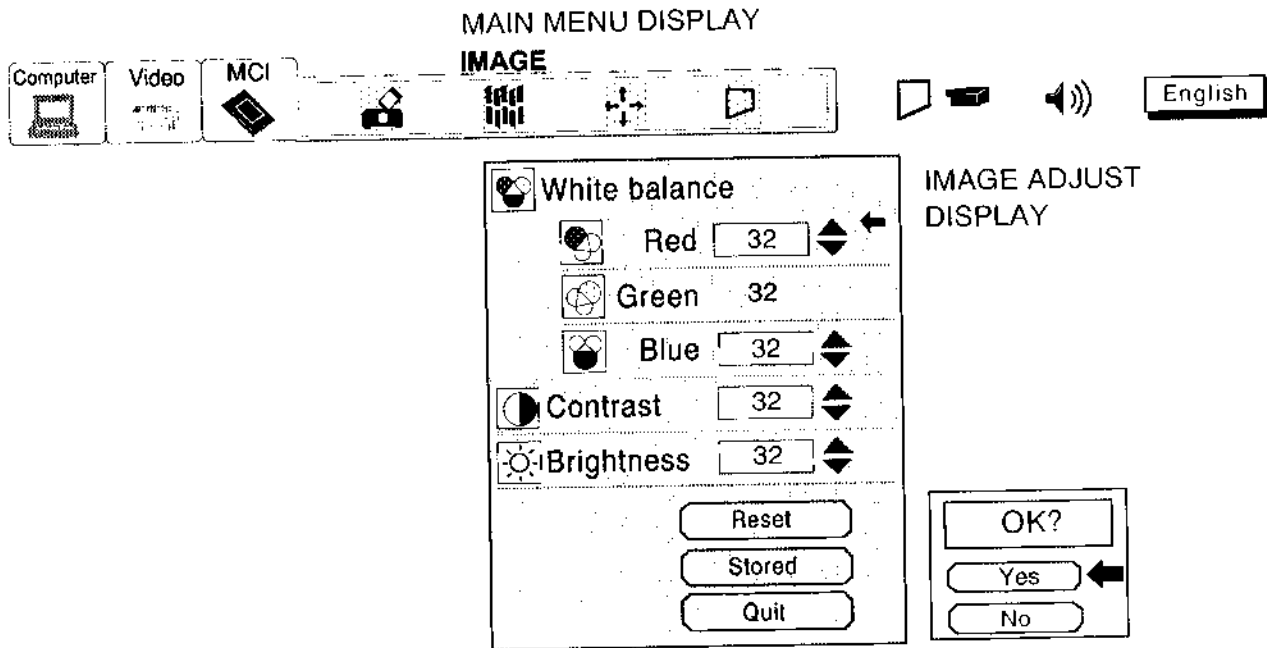 MAIN MENU DISPLAY
IMAGE
Computer
Video
MCI
English
White balance
IMAGE ADJUST
DISPLAY
Red 32
Green 32
Blue 32
Contrast 32
Brightness 32
Reset
Stored
Quit
OK?
Yes
No